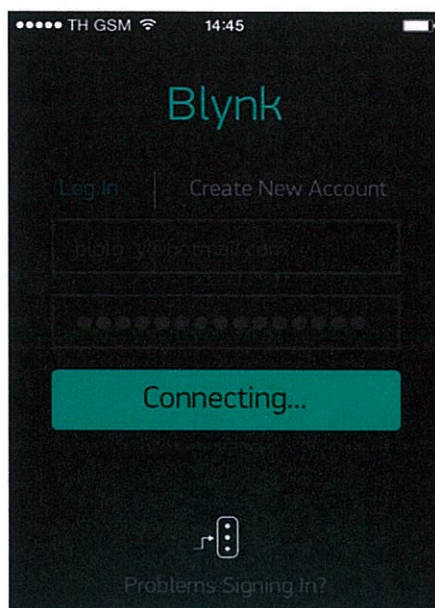 TH GSM 14:45
Blynk
Log In Create New Account
Connecting...
Problems Signing In?